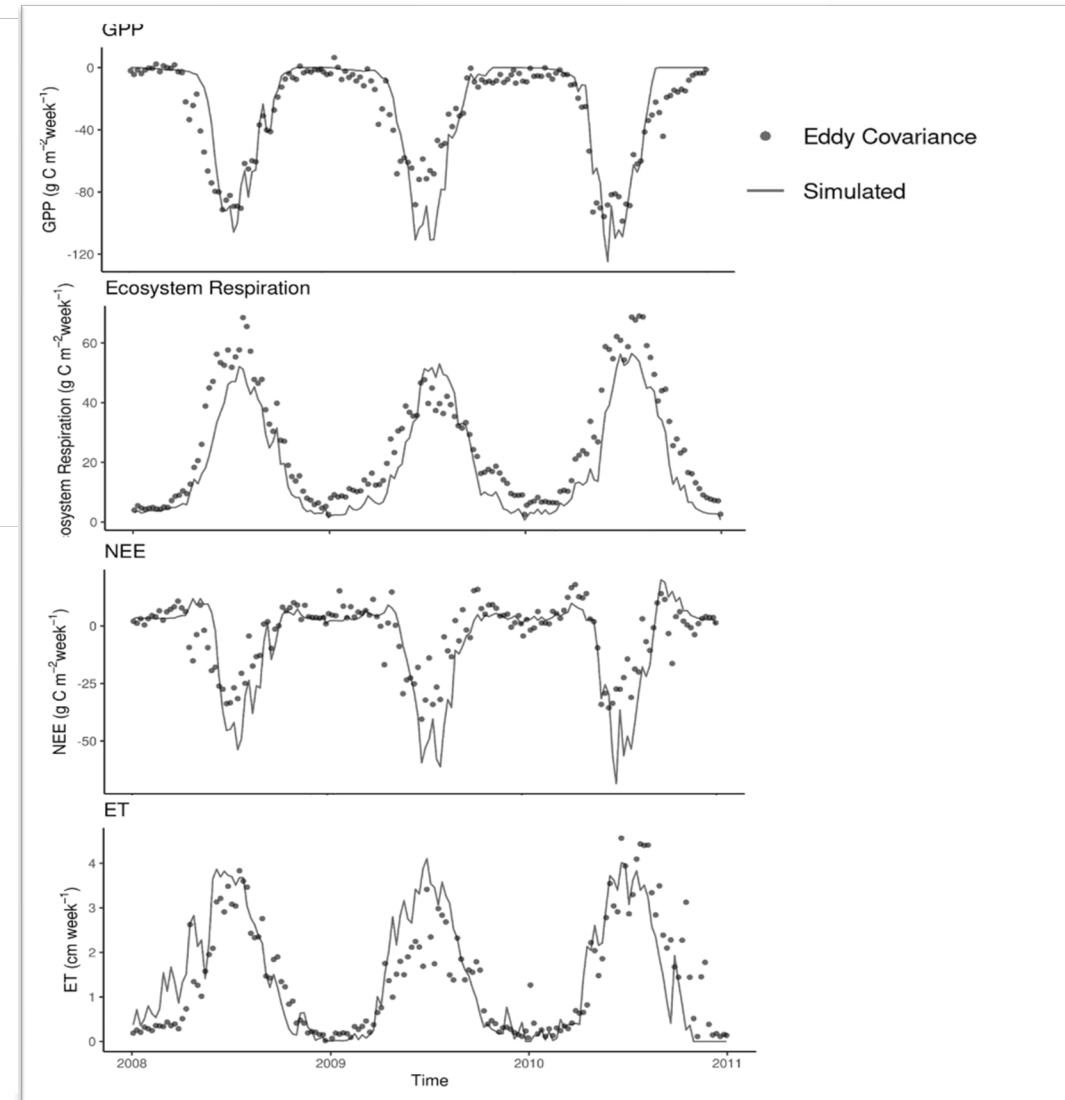 GPP
0
-40
-80
-120
GPP (g C m⁻²week⁻¹)
Eddy Covariance
Simulated
Ecosystem Respiration
60
40
20
0
osystem Respiration (g C m⁻²week⁻¹)
NEE
0
-25
-50
NEE (g C m⁻²week⁻¹)
ET
4
3
2
1
0
ET (cm week⁻¹)
2008 2009 2010 2011
Time